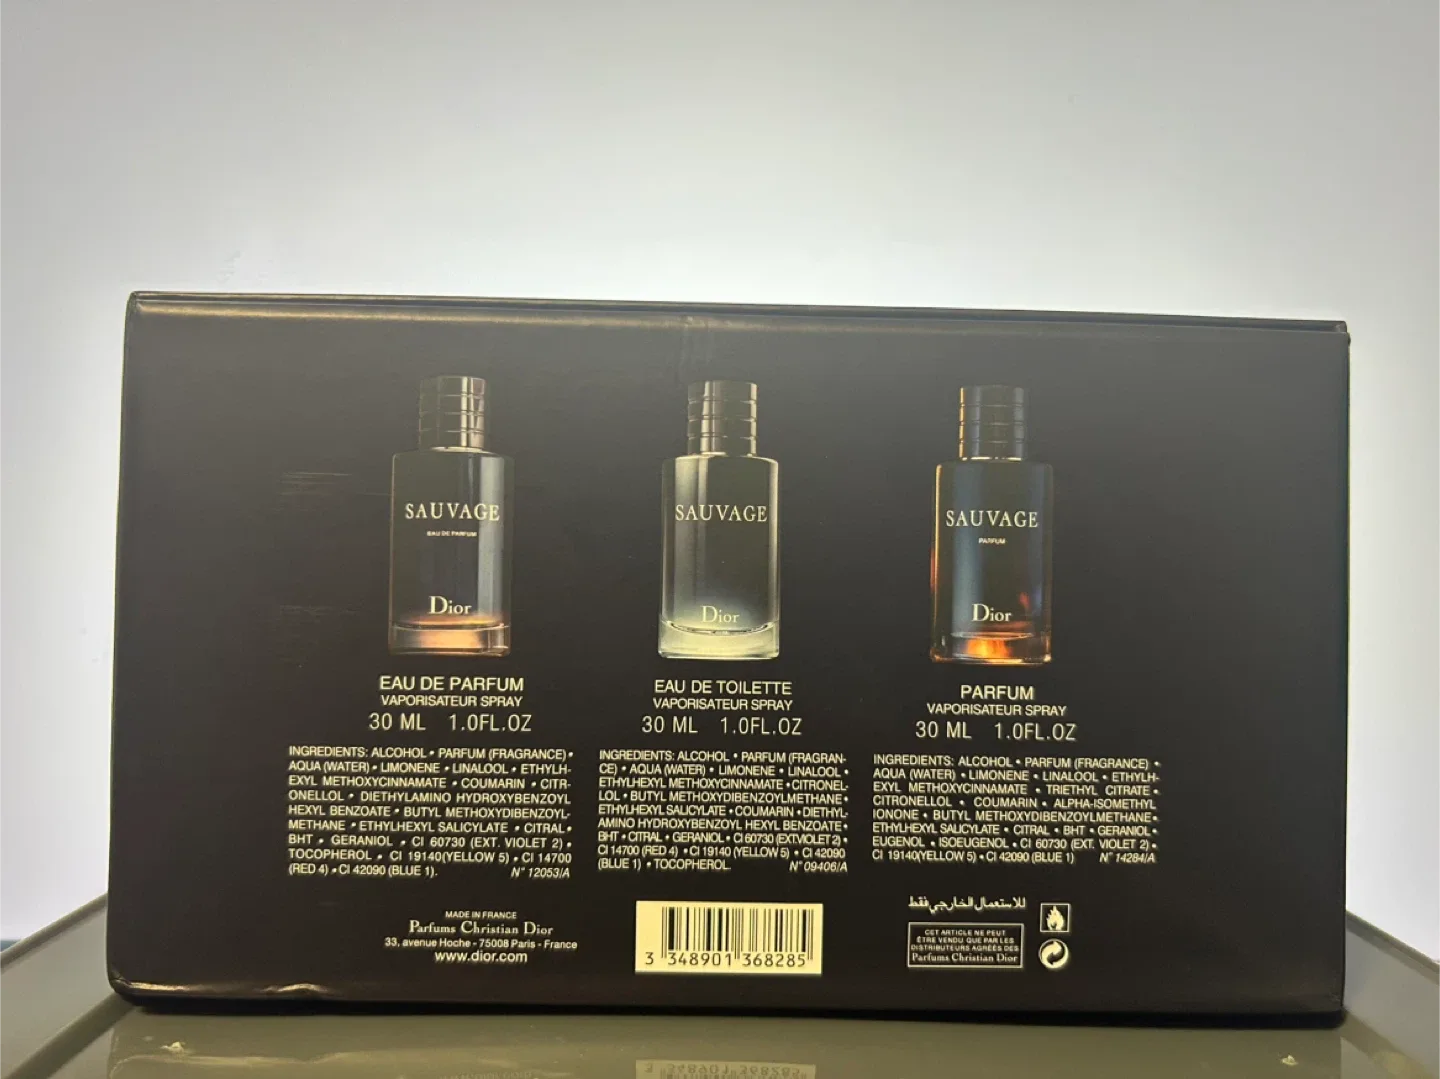 SAUVAGE
EAU DE PARFUM
Dior
SAUVAGE
Dior
SAUVAGE
PARFUM
Dior
EAU DE PARFUM
VAPORISATEUR SPRAY
30 ML 1.0FL.OZ
INGREDIENTS: ALCOHOL • PARFUM (FRAGRANCE) •
AQUA (WATER) • LIMONENE • LINALOOL • ETHYLH-
EXYL METHOXYCINNAMATE • COUMARIN • CITR-
ONELLOL • DIETHYLAMINO HYDROXYBENZOYL
HEXYL BENZOATE • BUTYL METHOXYDIBENZOYL-
METHANE • ETHYLHEXYL SALICYLATE • CITRAL •
BHT • GERANIOL • CI 60730 (EXT. VIOLET 2) •
TOCOPHEROL • CI 19140(YELLOW 5) • CI 14700
(RED 4) • CI 42090 (BLUE 1). N° 12053/A
EAU DE TOILETTE
VAPORISATEUR SPRAY
30 ML 1.0FL.OZ
INGREDIENTS: ALCOHOL • PARFUM (FRAGRAN-
CE) • AQUA (WATER) • LIMONENE • LINALOOL •
ETHYLHEXYL METHOXYCINNAMATE • CITRONEL-
LOL • BUTYL METHOXYDIBENZOYLMETHANE •
ETHYLHEXYL SALICYLATE • COUMARIN • DIETHYL-
AMINO HYDROXYBENZOYL HEXYL BENZOATE •
BHT • CITRAL • GERANIOL • CI 60730 (EXT.VIOLET 2) •
CI 14700 (RED 4) • CI 19140 (YELLOW 5) • CI 42090
(BLUE 1) • TOCOPHEROL. N° 09406/A
PARFUM
VAPORISATEUR SPRAY
30 ML 1.0FL.OZ
INGREDIENTS: ALCOHOL • PARFUM (FRAGRANCE) •
AQUA (WATER) • LIMONENE • LINALOOL • ETHYLH-
EXYL METHOXYCINNAMATE • TRIETHYL CITRATE •
CITRONELLOL • COUMARIN • ALPHA-ISOMETHYL
IONONE • BUTYL METHOXYDIBENZOYLMETHANE •
ETHYLHEXYL SALICYLATE • CITRAL • BHT • GERANIOL •
EUGENOL • ISOEUGENOL • CI 60730 (EXT. VIOLET 2) •
CI 19140(YELLOW 5) • CI 42090 (BLUE 1) N° 14284/A
MADE IN FRANCE
Parfums Christian Dior
33, avenue Hoche - 75008 Paris - France
www.dior.com
3 348901 368285
للاستعمال الخارجي فقط
CET ARTICLE NE PEUT
ÊTRE VENDU QUE PAR LES
DISTRIBUTEURS AGRÉÉS DES
Parfums Christian Dior